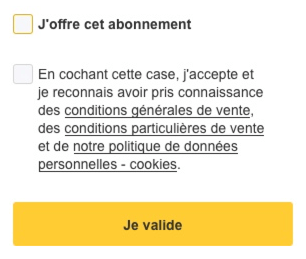 J'offre cet abonnement
En cochant cette case, j'accepte et
je reconnais avoir pris connaissance
des conditions générales de vente,
des conditions particulières de vente
et de notre politique de données
personnelles - cookies.
Je valide